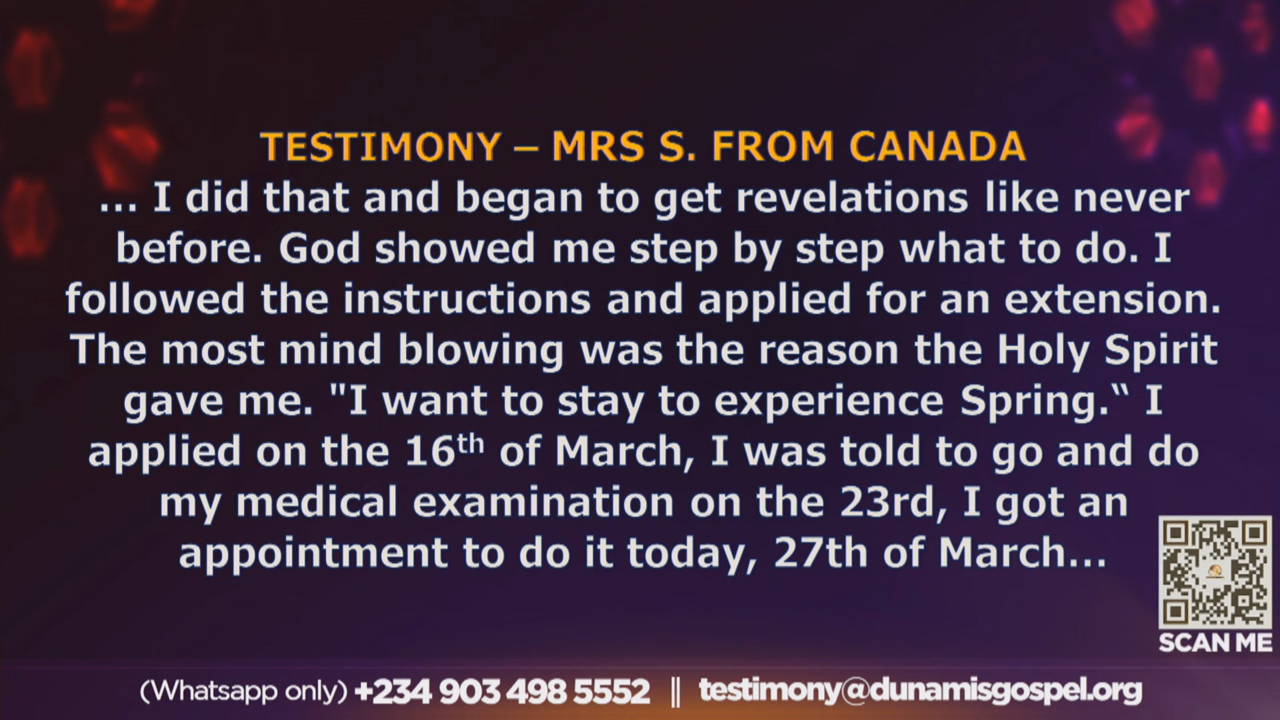 TESTIMONY – MRS S. FROM CANADA
... I did that and began to get revelations like never
before. God showed me step by step what to do. I
followed the instructions and applied for an extension.
The most mind blowing was the reason the Holy Spirit
gave me. "I want to stay to experience Spring.“ I
applied on the 16th of March, I was told to go and do
my medical examination on the 23rd, I got an
appointment to do it today, 27th of March...
SCAN ME
(Whatsapp only) +234 903 498 5552 || testimony@dunamisgospel.org